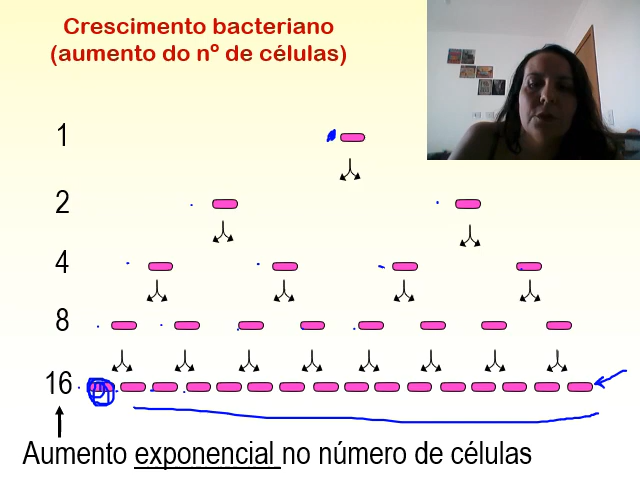 Crescimento bacteriano
(aumento do nº de células)
1
2
4
8
16
Aumento exponencial no número de células